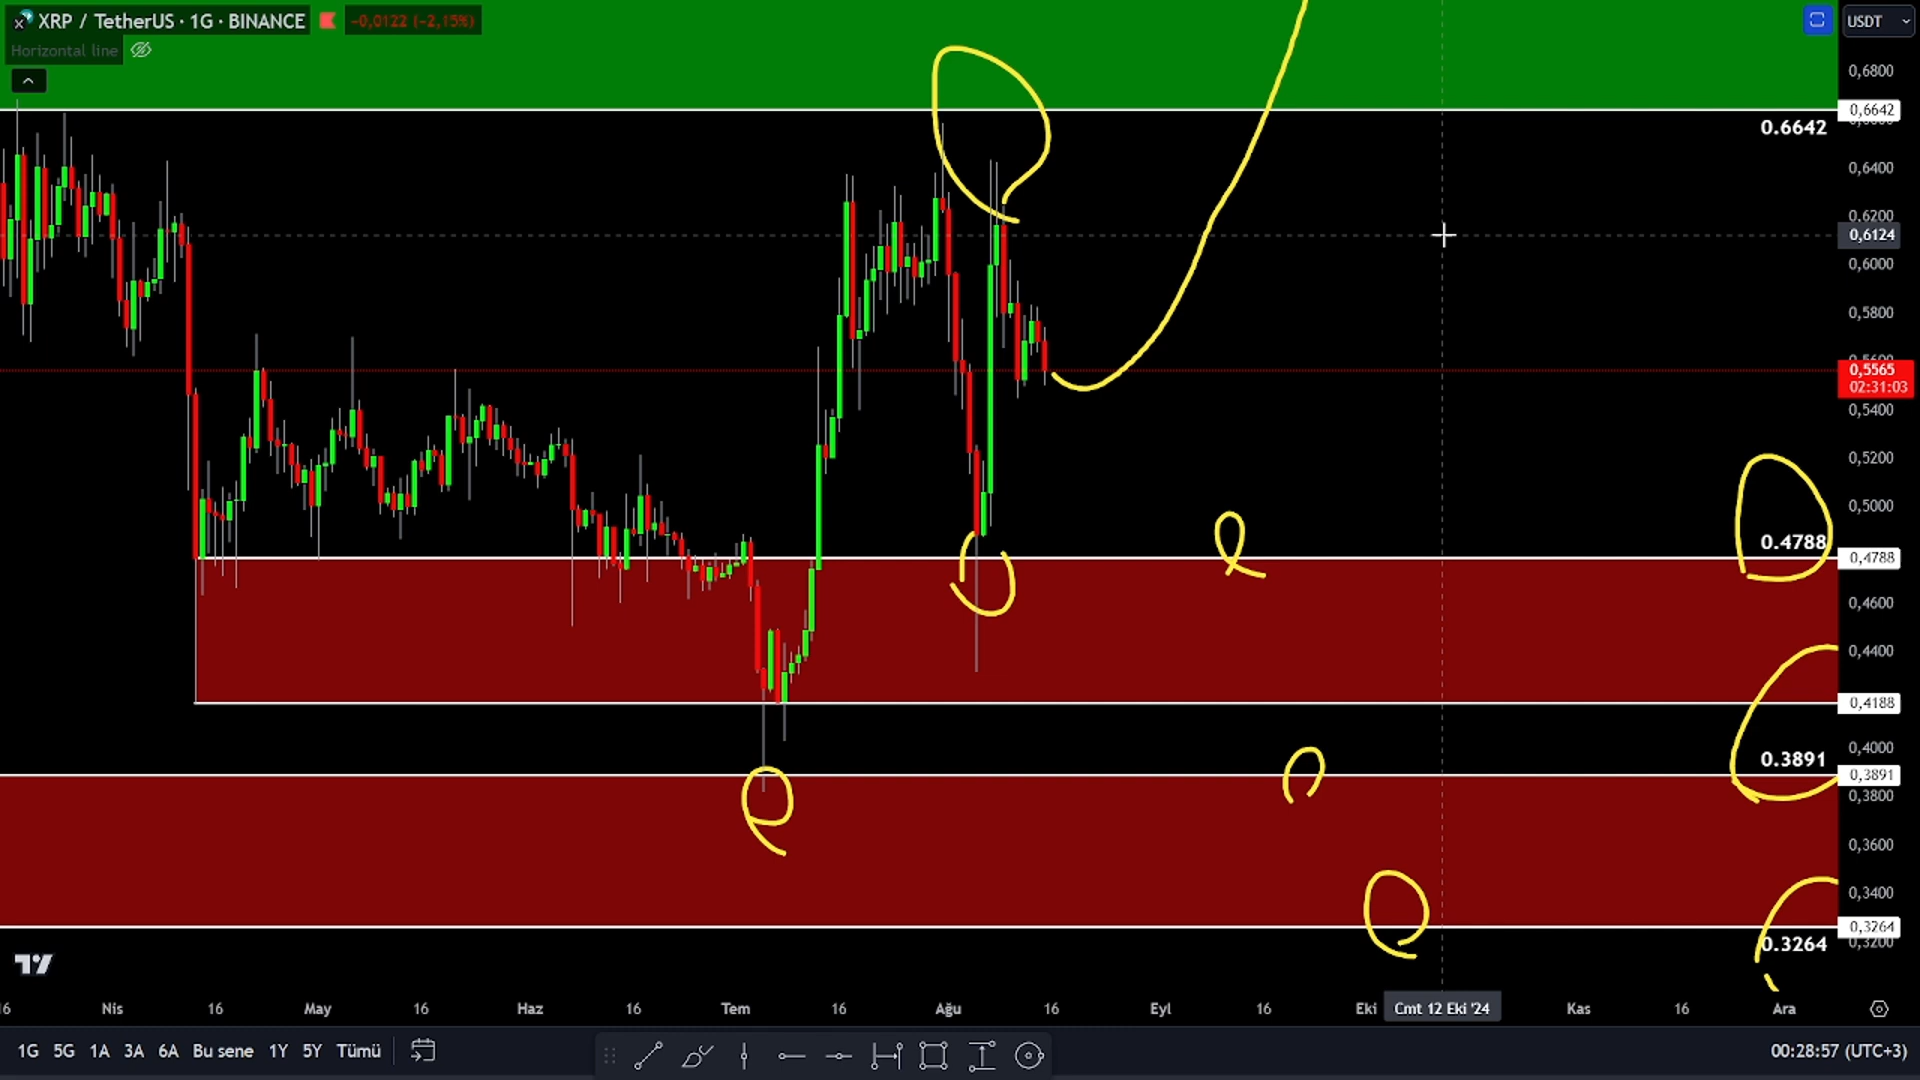 XRP / TetherUS · 1G · BINANCE
−0,0122 (−2,15%)
Horizontal line
USDT
0,6800
0,6642
0.6642
0,6400
0,6200
0,6124
0,6000
0,5800
0,5600
0,5565
02:31:03
0,5400
0,5200
0,5000
0.4788
0,4788
0,4600
0,4400
0,4188
0,4000
0.3891
0,3891
0,3800
0,3600
0,3400
0,3264
0.3264
0,3200
16
Nis
16
May
16
Haz
16
Tem
16
Ağu
16
Eyl
16
Eki
Cmt 12 Eki '24
Kas
16
Ara
1G 5G 1A 3A 6A Bu sene 1Y 5Y Tümü
00:28:57 (UTC+3)